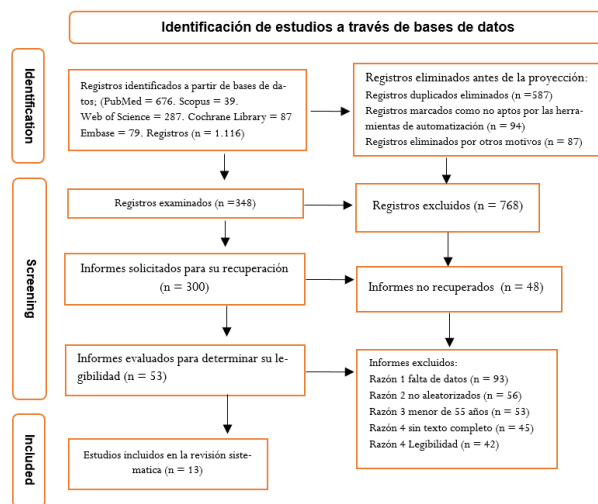 Identificación de estudios a través de bases de datos
Identification
Registros identificados a partir de bases de da-
tos; (PubMed = 676. Scopus = 39.
Web of Science = 287. Cochrane Library = 87
Embase = 79. Registros (n = 1.116)
Registros eliminados antes de la proyección:
Registros duplicados eliminados (n =587)
Registros marcados como no aptos por las herra-
mientas de automatización (n = 94)
Registros eliminados por otros motivos (n = 87)
Screening
Registros examinados (n =348)
Registros excluidos (n = 768)
Informes solicitados para su recuperación
(n = 300)
Informes no recuperados (n = 48)
Informes evaluados para determinar su le-
gibilidad (n = 53)
Informes excluidos:
Razón 1 falta de datos (n = 93)
Razón 2 no aleatorizados (n = 56)
Razón 3 menor de 55 años (n = 53)
Razón 4 sin texto completo (n = 45)
Razón 4 Legibilidad (n = 42)
Included
Estudios incluidos en la revisión siste-
matica (n = 13)